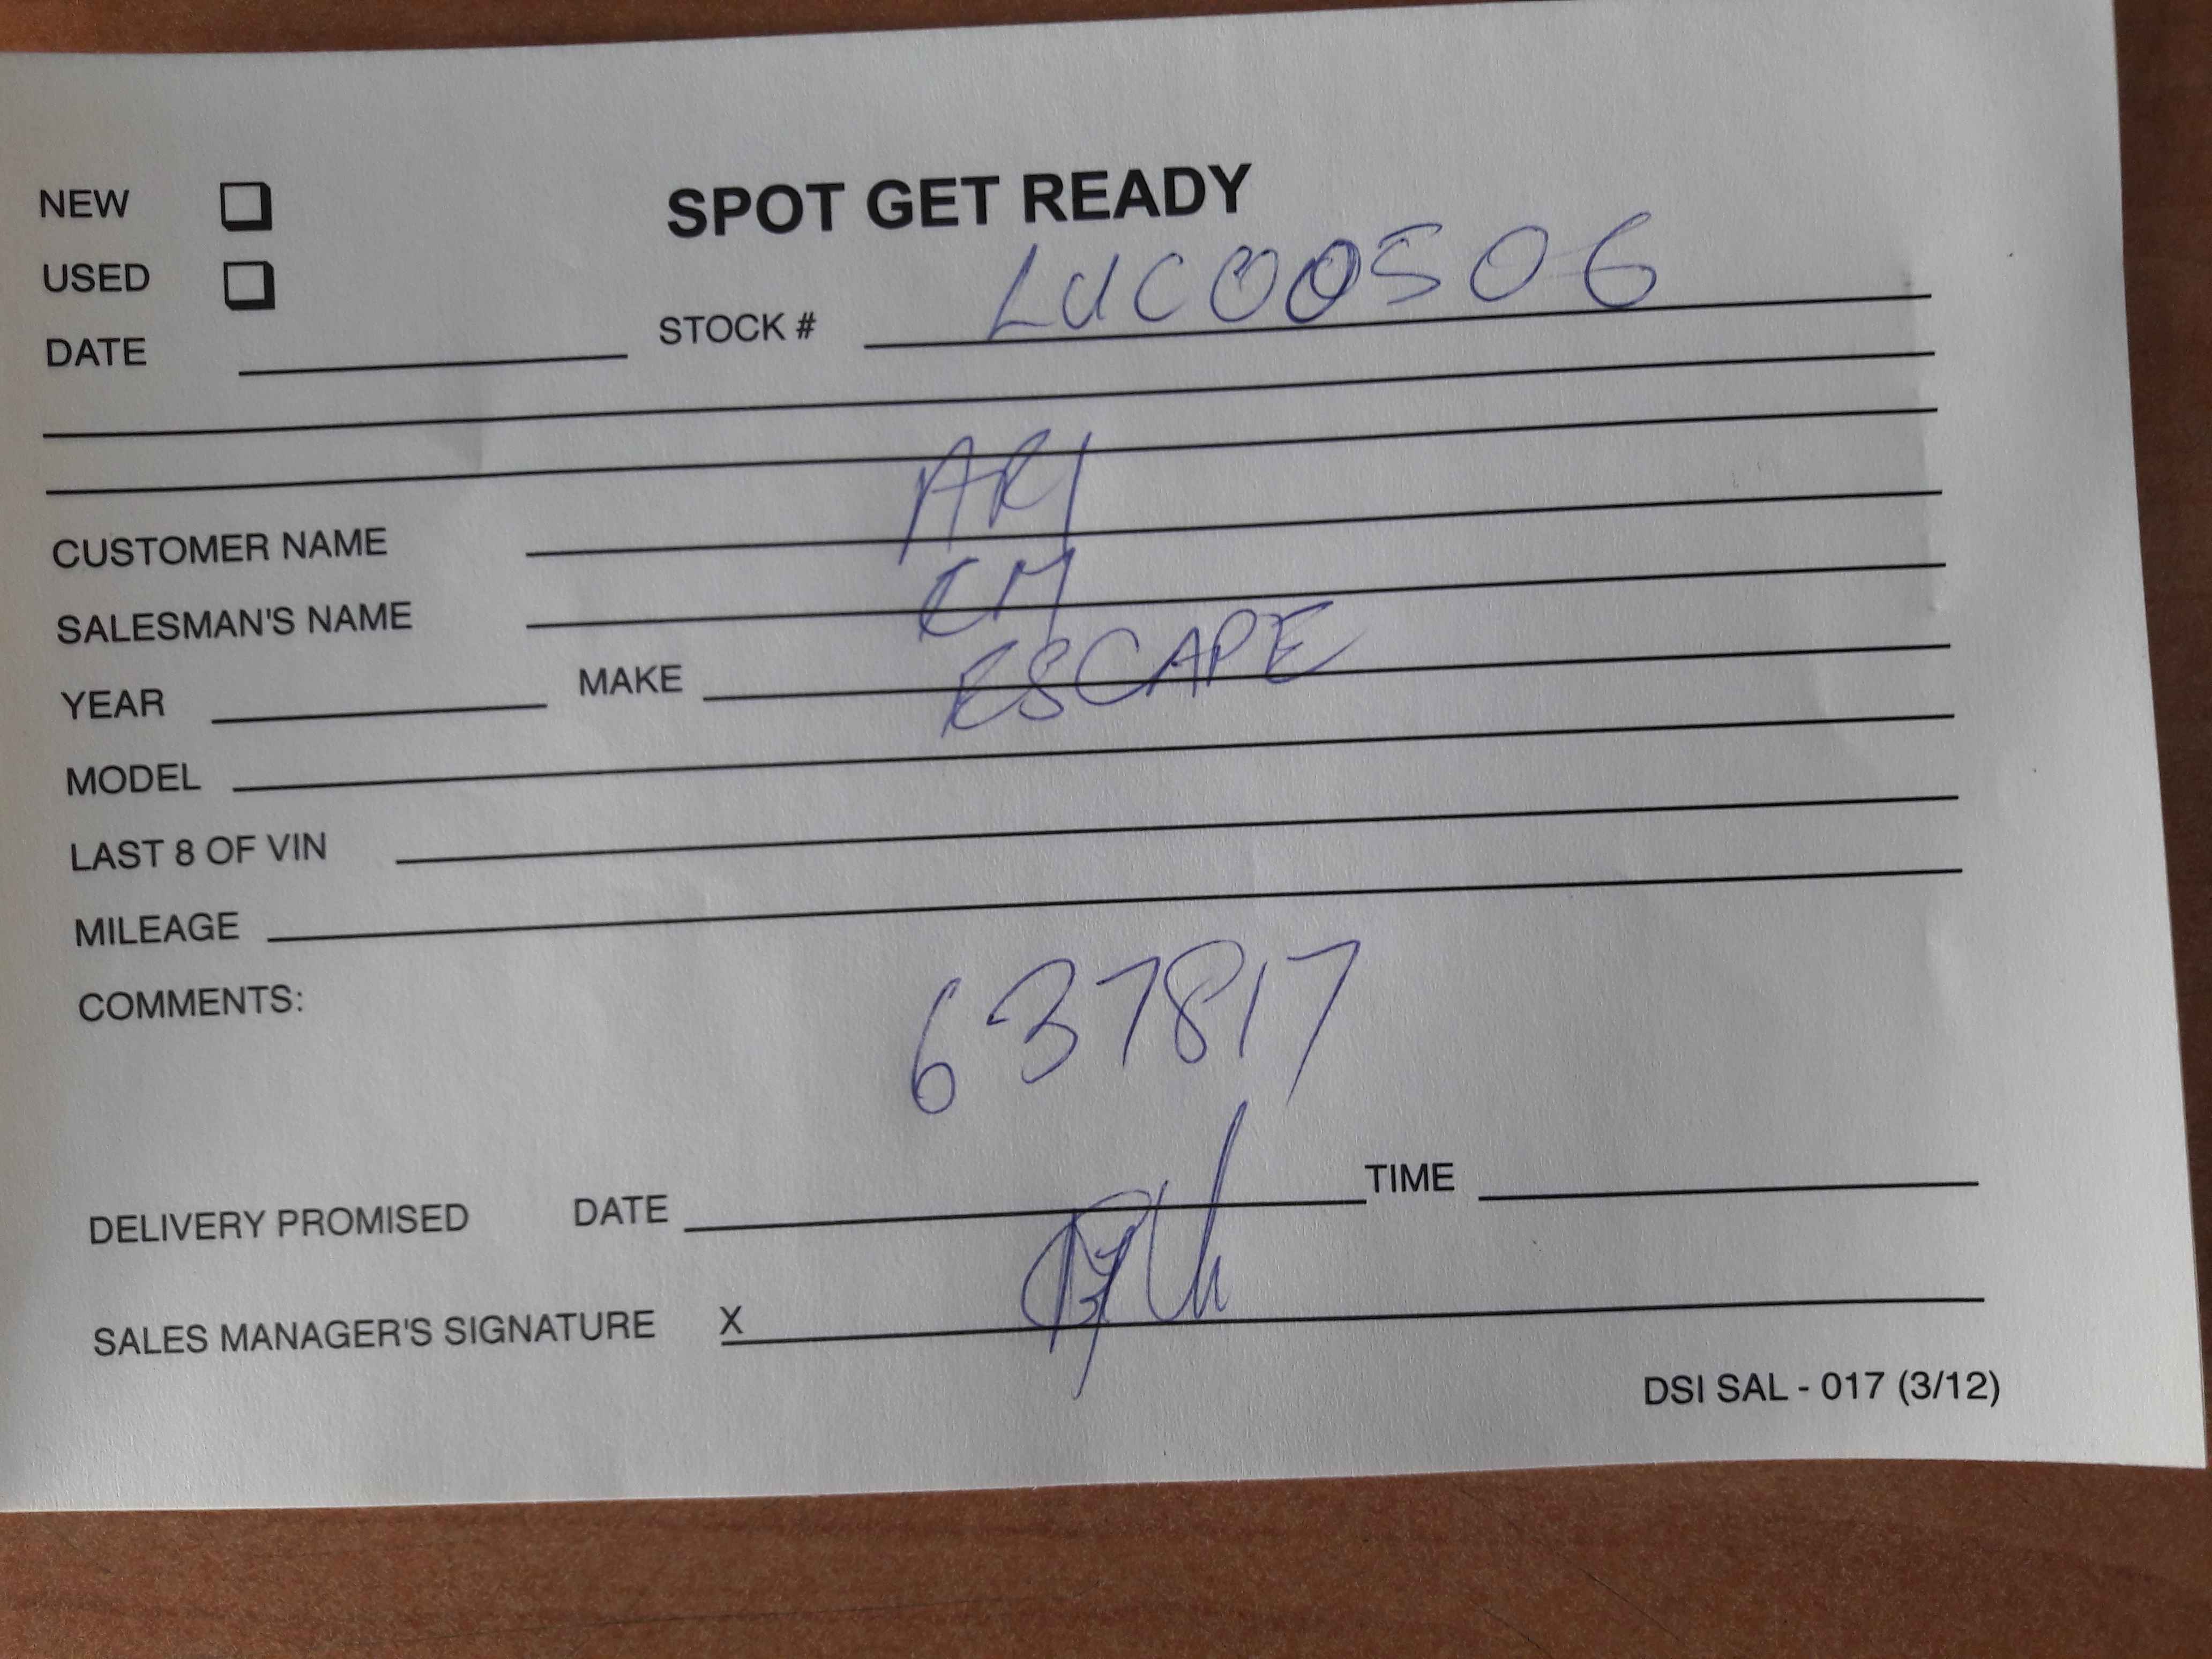 NEW
SPOT GET READY
USED
DATE STOCK # LUC00506
CUSTOMER NAME ARI
SALESMAN'S NAME CM
YEAR MAKE ESCAPE
MODEL
LAST 8 OF VIN
MILEAGE
COMMENTS: 637817
DELIVERY PROMISED DATE TIME
SALES MANAGER'S SIGNATURE X
DSI SAL - 017 (3/12)